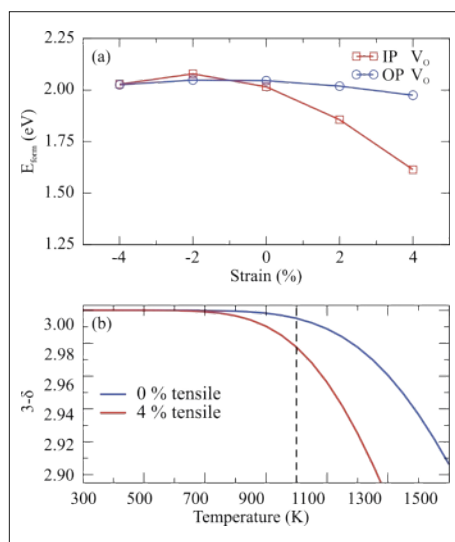 2.25
(a)
IP V_O
OP V_O
2.00
1.75
1.50
1.25
E_form (eV)
-4 -2 0 2 4
Strain (%)
(b)
3.00
2.98
2.96
2.94
2.92
2.90
3-δ
0 % tensile
4 % tensile
300 500 700 900 1100 1300 1500
Temperature (K)